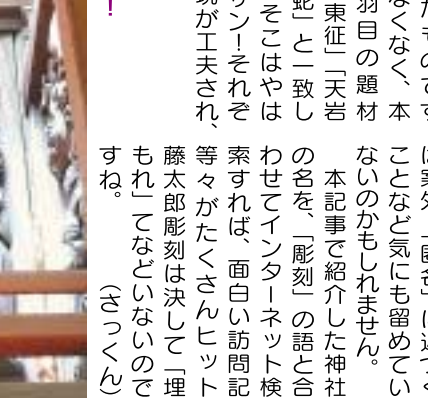 なくなく、本
羽目の題材
東征」「天岩
蛇」と一致し
そこはやは
ン！それぞ
が工夫され、
！
ことなど気にも留めてい
ないのかもしれません。
本記事で紹介した神社
の名を、「彫刻」の語と合
わせてインターネット検
索すれば、面白い訪問記
等々がたくさんヒット
藤太郎彫刻は決して「埋
もれ」てなどいないので
すね。　（さっくん）